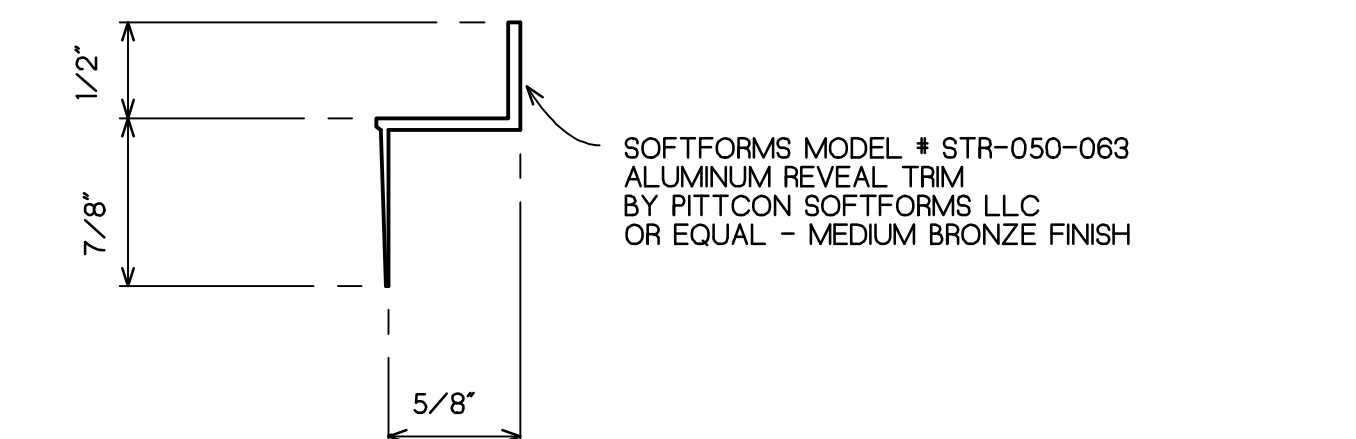 1/2"
7/8"
SOFTFORMS MODEL # STR-050-063
ALUMINUM REVEAL TRIM
BY PITTCON SOFTFORMS LLC
OR EQUAL - MEDIUM BRONZE FINISH
5/8"